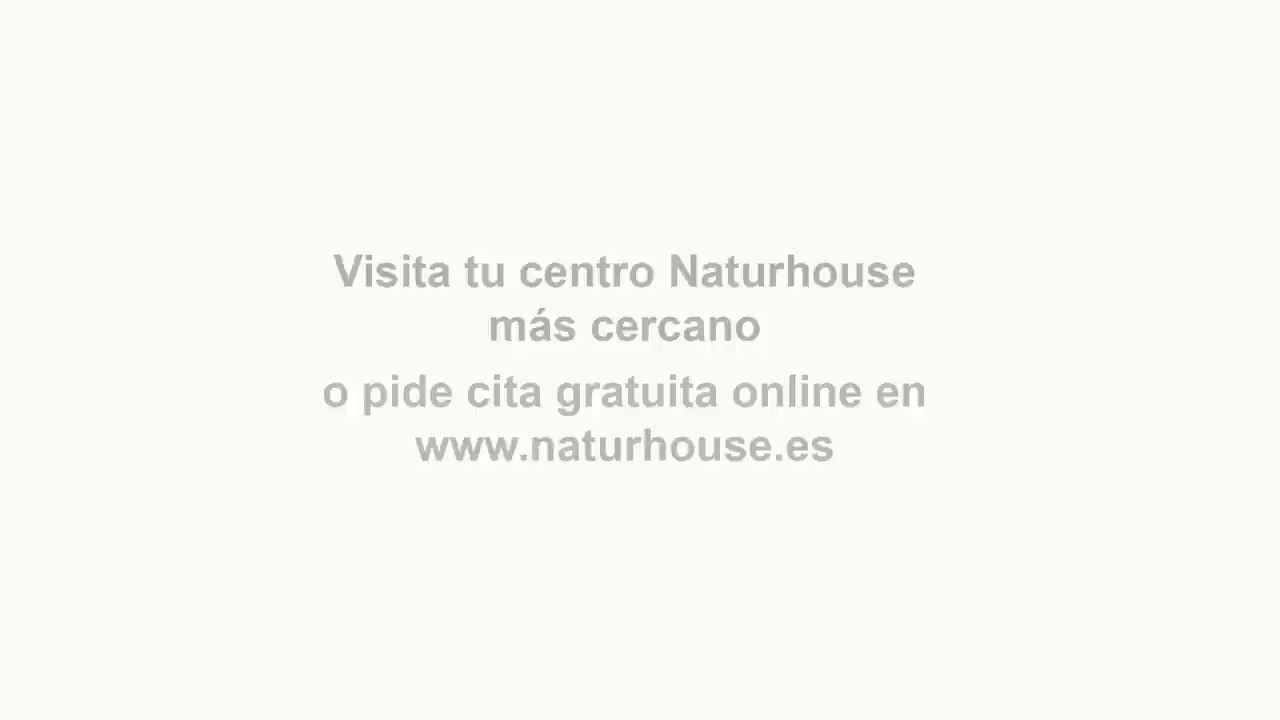 Visita tu centro Naturhouse
más cercano
o pide cita gratuita online en
www.naturhouse.es